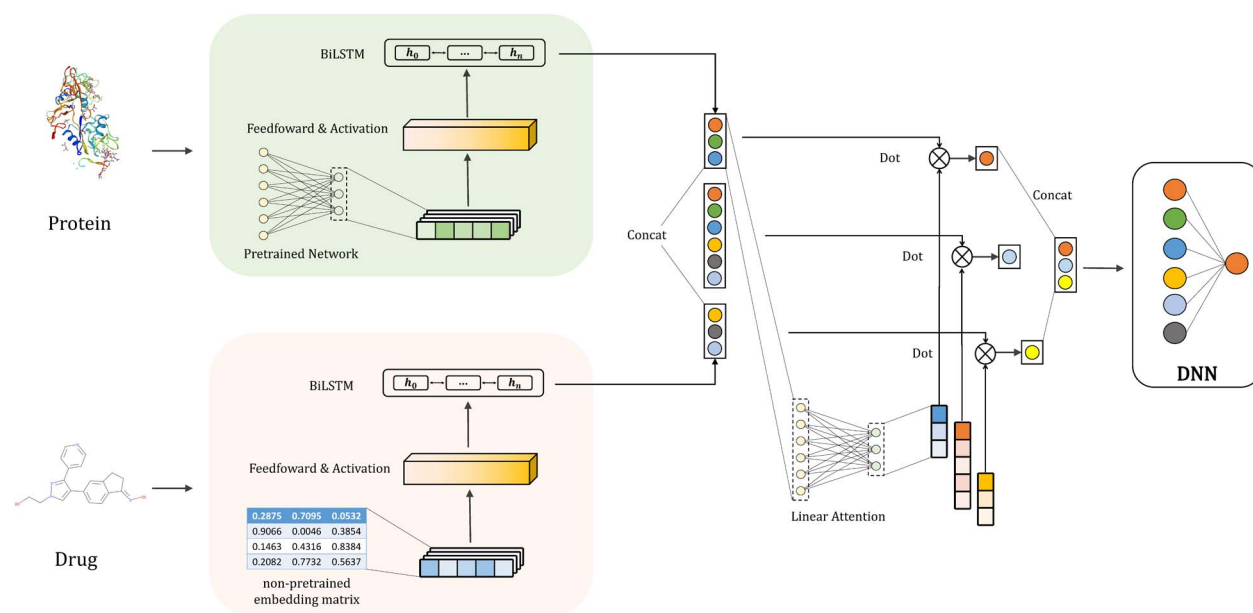 Protein
BiLSTM
h0
...
hn
Feedfoward & Activation
Pretrained Network
Drug
BiLSTM
h0
...
hn
Feedfoward & Activation
0.2875 0.7095 0.0532
0.9066 0.0046 0.3854
0.1463 0.4316 0.8384
0.2082 0.7732 0.5637
non-pretrained
embedding matrix
Concat
Dot
Dot
Dot
Linear Attention
Concat
DNN